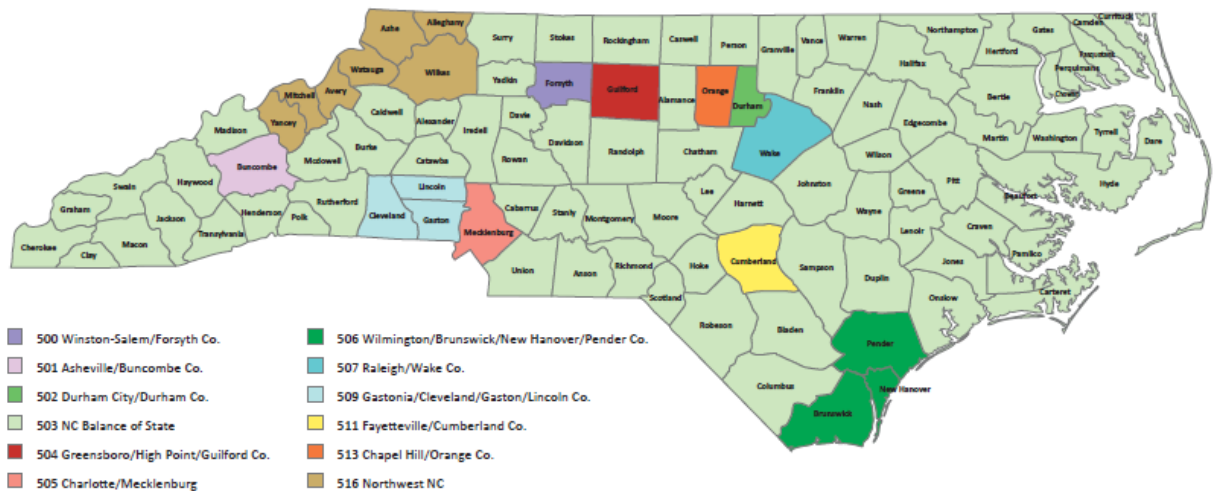 Ashe
Alleghany
Surry
Stokes
Rockingham
Caswell
Person
Granville
Vance
Warren
Northampton
Gates
Camden
Currituck
Hertford
Pasquotank
Perquimans
Halifax
Watauga
Wilkes
Yadkin
Forsyth
Guilford
Alamance
Orange
Durham
Franklin
Nash
Bertie
Chowan
Mitchell
Avery
Yancey
Caldwell
Alexander
Iredell
Davie
Davidson
Randolph
Chatham
Wake
Edgecombe
Martin
Washington
Tyrrell
Dare
Madison
Buncombe
Mcdowell
Burke
Catawba
Rowan
Wilson
Johnston
Greene
Pitt
Beaufort
Hyde
Swain
Haywood
Rutherford
Lincoln
Cleveland
Gaston
Mecklenburg
Cabarrus
Stanly
Montgomery
Moore
Lee
Harnett
Wayne
Lenoir
Craven
Pamlico
Graham
Jackson
Henderson
Polk
Transylvania
Cherokee
Clay
Macon
Union
Anson
Richmond
Hoke
Cumberland
Sampson
Duplin
Jones
Carteret
Onslow
Scotland
Robeson
Bladen
Pender
Columbus
New Hanover
Brunswick
500 Winston-Salem/Forsyth Co.
501 Asheville/Buncombe Co.
502 Durham City/Durham Co.
503 NC Balance of State
504 Greensboro/High Point/Guilford Co.
505 Charlotte/Mecklenburg
506 Wilmington/Brunswick/New Hanover/Pender Co.
507 Raleigh/Wake Co.
509 Gastonia/Cleveland/Gaston/Lincoln Co.
511 Fayetteville/Cumberland Co.
513 Chapel Hill/Orange Co.
516 Northwest NC